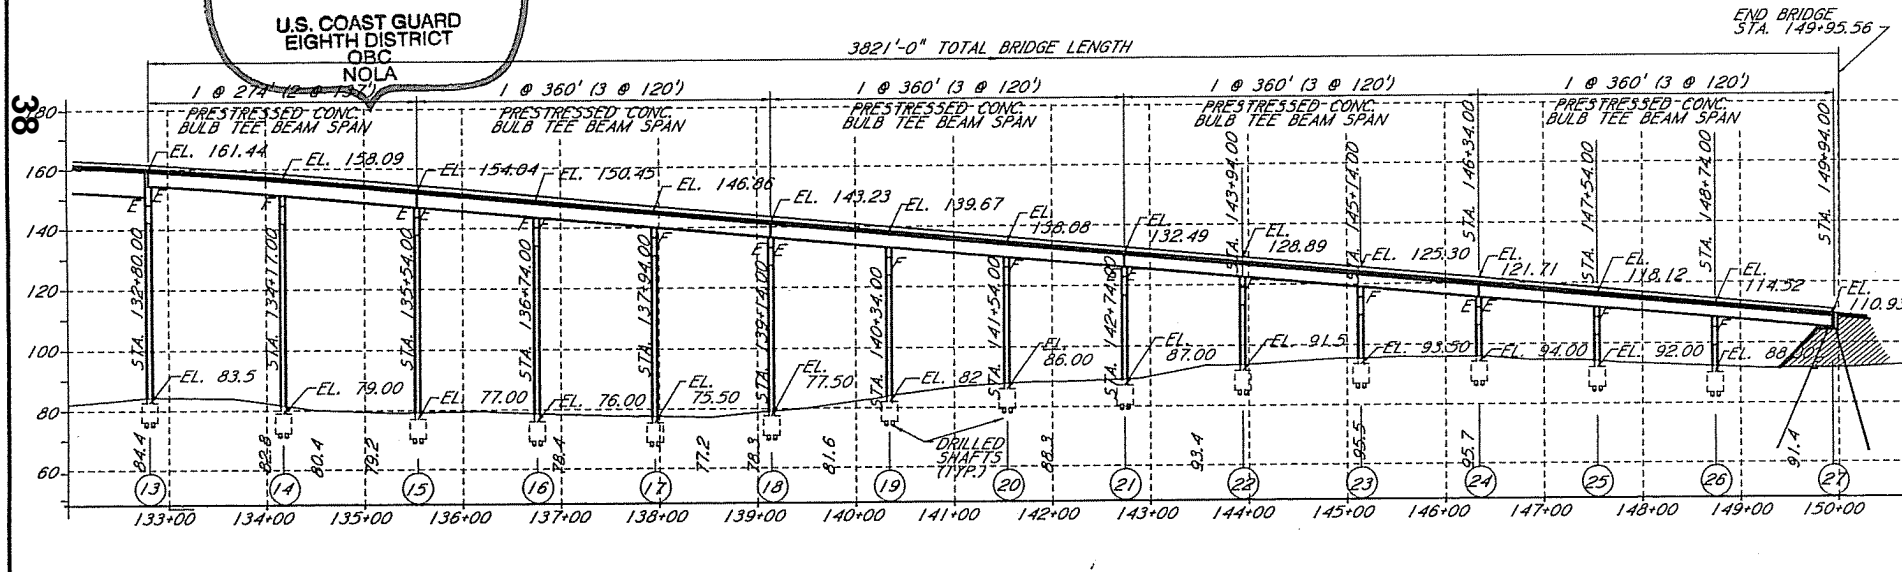 U.S. COAST GUARD
EIGHTH DISTRICT
OBC
NOLA
38
END BRIDGE
STA. 149+95.56
3821'-0" TOTAL BRIDGE LENGTH
1 @ 274' (2 @ 137')
PRESTRESSED CONC.
BULB TEE BEAM SPAN
1 @ 360' (3 @ 120')
PRESTRESSED CONC.
BULB TEE BEAM SPAN
1 @ 360' (3 @ 120')
PRESTRESSED CONC.
BULB TEE BEAM SPAN
1 @ 360' (3 @ 120')
PRESTRESSED CONC.
BULB TEE BEAM SPAN
1 @ 360' (3 @ 120')
PRESTRESSED CONC.
BULB TEE BEAM SPAN
180
160
140
120
100
80
60
EL. 161.44
EL. 158.09
EL. 154.04
EL. 150.45
EL. 146.86
EL. 143.23
EL. 139.67
EL.
136.08
EL.
132.49
EL.
128.89
EL. 125.30
EL.
121.71
EL.
118.12
EL.
114.52
EL.
110.93
E E F E E F F E E F F F F F E E F F E
STA. 132+80.00
STA. 134+17.00
STA. 135+54.00
STA. 136+74.00
STA. 137+94.00
STA. 139+14.00
STA. 140+34.00
STA. 141+54.00
STA. 142+74.00
STA. 143+94.00
STA. 145+14.00
STA. 146+34.00
STA. 147+54.00
STA. 148+74.00
STA. 149+94.00
EL. 83.5
EL. 79.00
EL. 77.00
EL. 76.00
EL.
75.50
EL.
77.50
EL. 82
EL.
86.00
EL.
87.00
EL. 91.5
EL. 93.50
EL. 94.00
EL. 92.00
EL. 88.00
DRILLED
SHAFTS
(TYP.)
84.4
82.8
80.4
79.2
78.4
77.2
78.3
81.6
88.3
93.4
95.5
95.7
91.4
13 14 15 16 17 18 19 20 21 22 23 24 25 26 27
133+00 134+00 135+00 136+00 137+00 138+00 139+00 140+00 141+00 142+00 143+00 144+00 145+00 146+00 147+00 148+00 149+00 150+00